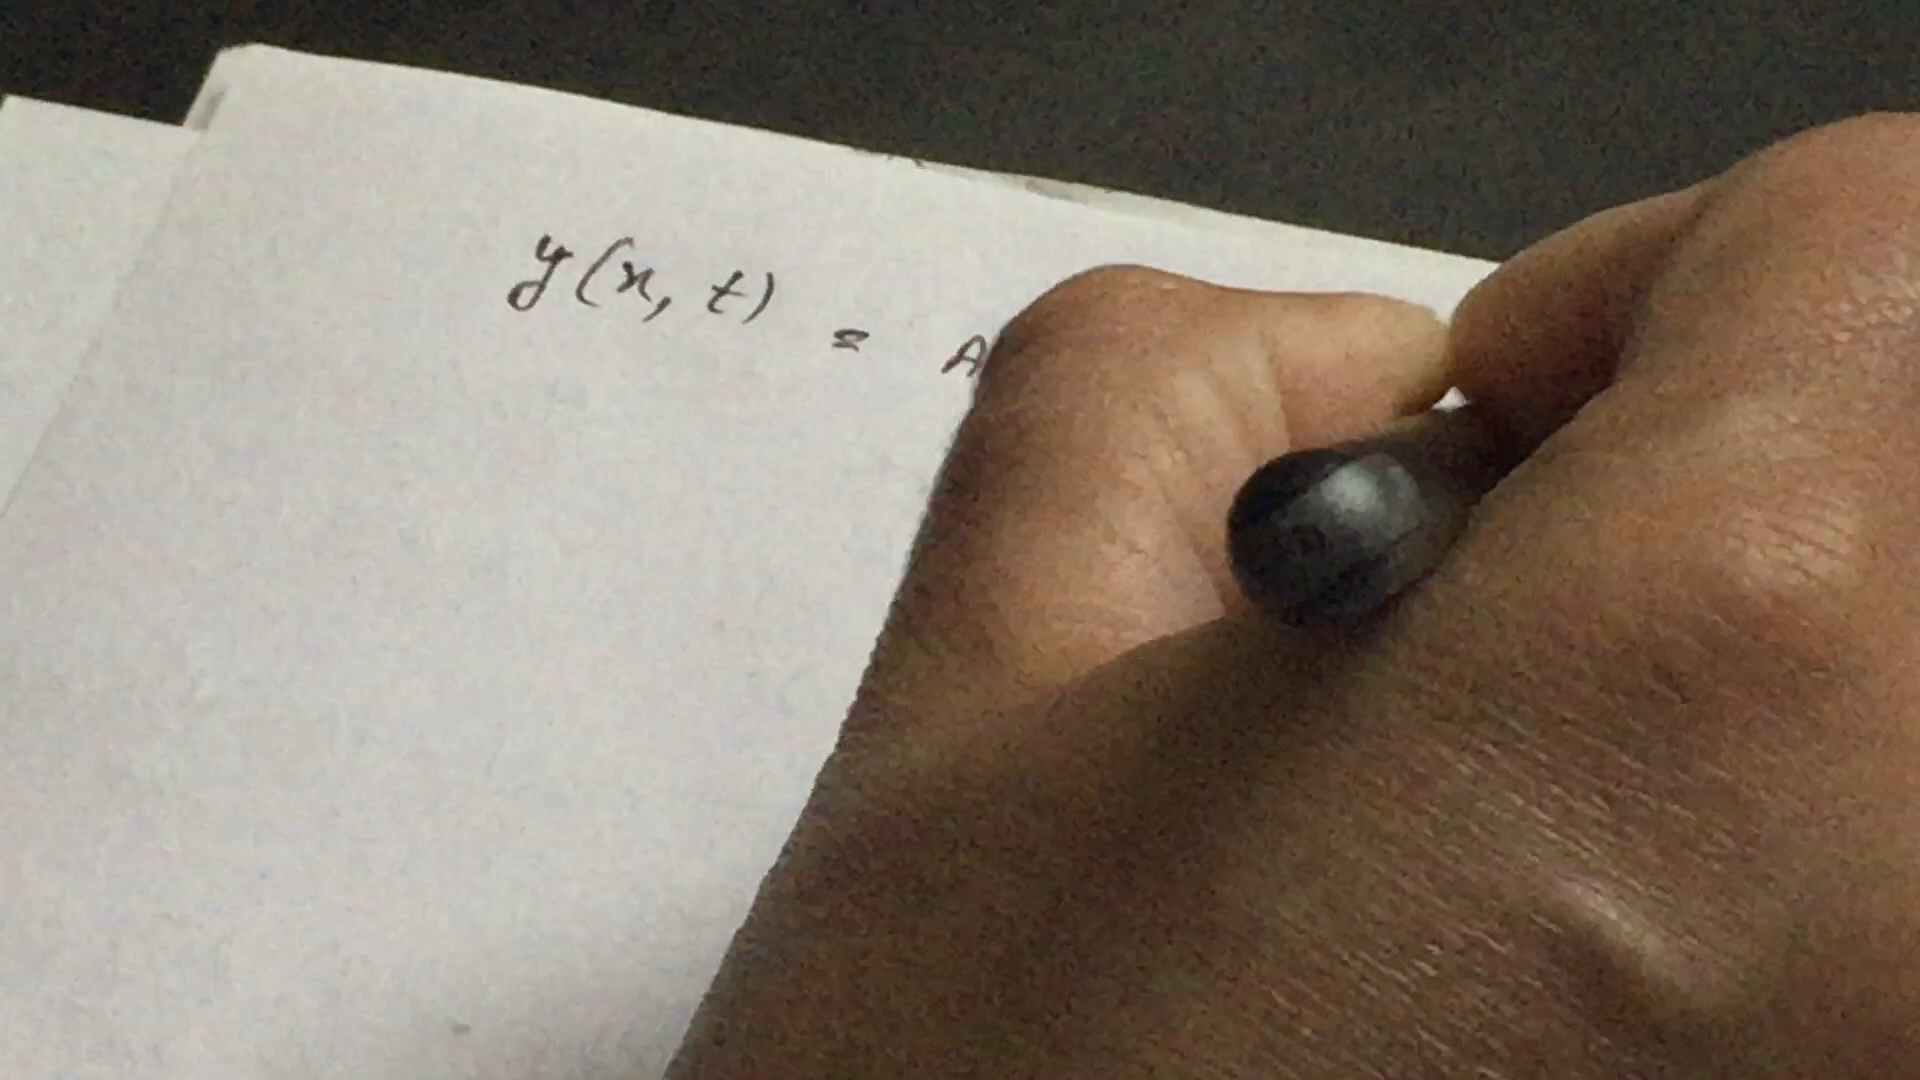 y(x, t) = A